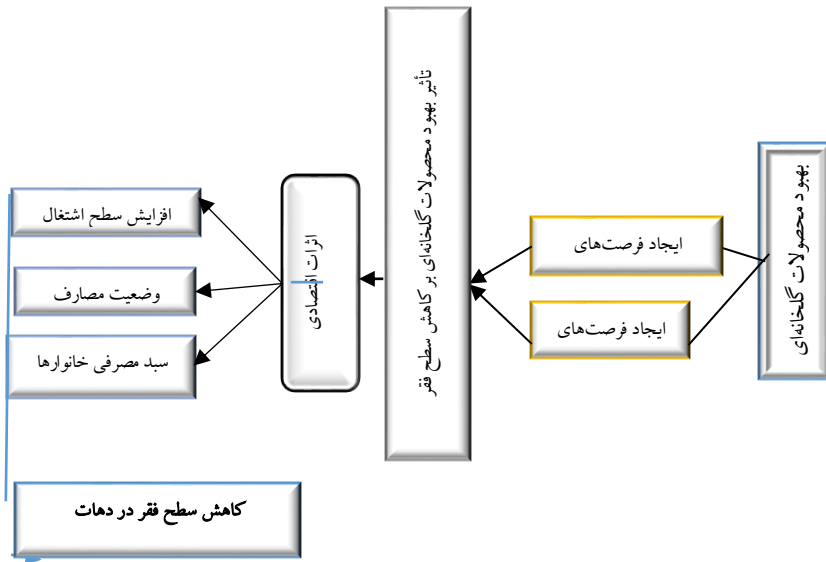 بهبود محصولات گلخانه‌ای
ایجاد فرصت‌های
ایجاد فرصت‌های
تأثیر بهبود محصولات گلخانه‌ای بر کاهش سطح فقر
اثرات اقتصادی
افزایش سطح اشتغال
وضعیت مصارف
سبد مصرفی خانوارها
کاهش سطح فقر در دهات